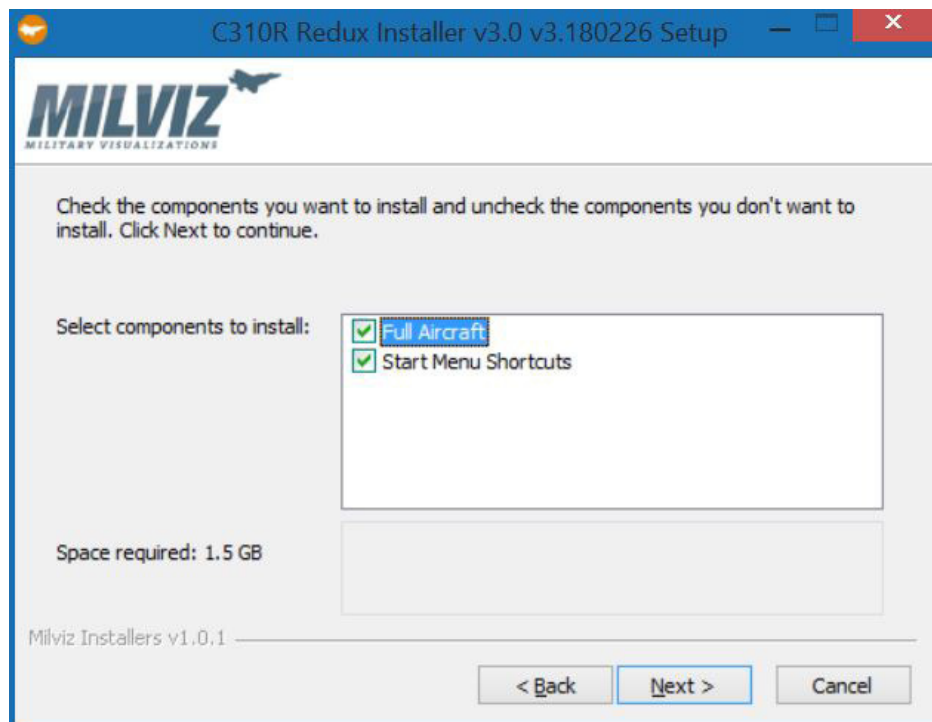 C310R Redux Installer v3.0 v3.180226 Setup
MILVIZ
MILITARY VISUALIZATIONS
Check the components you want to install and uncheck the components you don't want to
install. Click Next to continue.
Select components to install:
Full Aircraft
Start Menu Shortcuts
Space required: 1.5 GB
Milviz Installers v1.0.1
< Back
Next >
Cancel